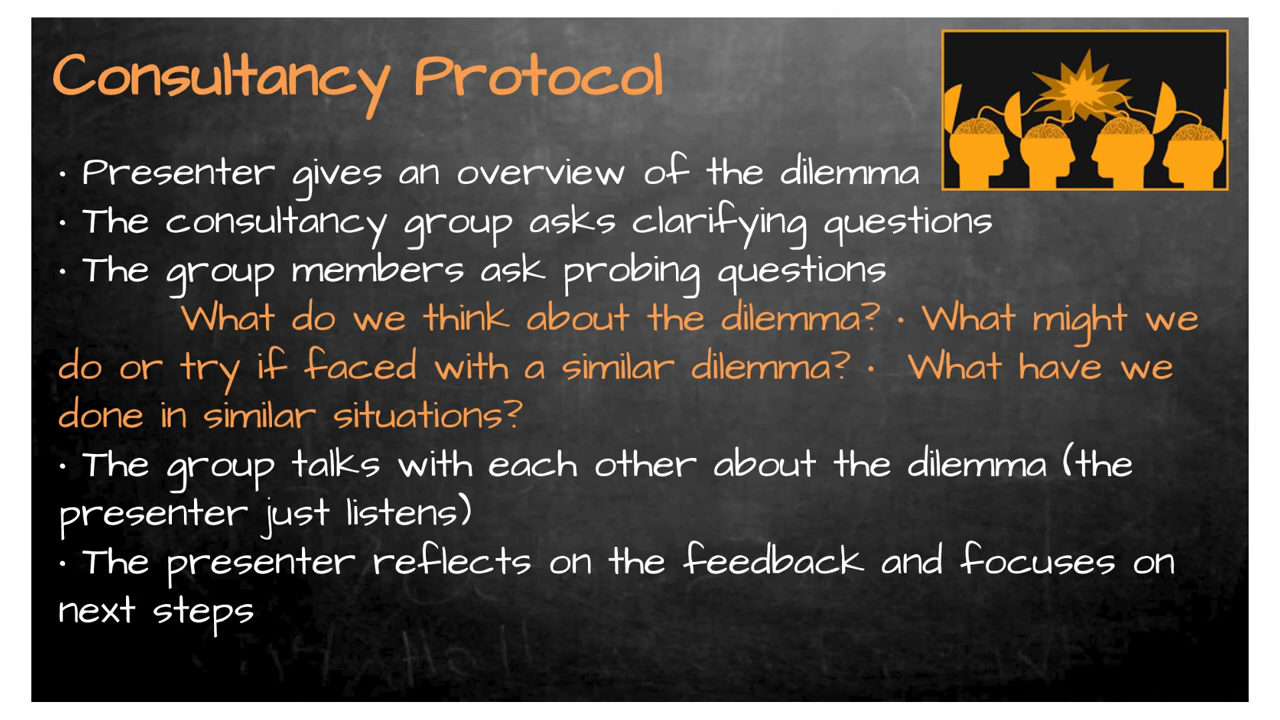 Consultancy Protocol
· Presenter gives an overview of the dilemma
· The consultancy group asks clarifying questions
· The group members ask probing questions
What do we think about the dilemma? · What might we
do or try if faced with a similar dilemma? · What have we
done in similar situations?
· The group talks with each other about the dilemma (the
presenter just listens)
· The presenter reflects on the feedback and focuses on
next steps